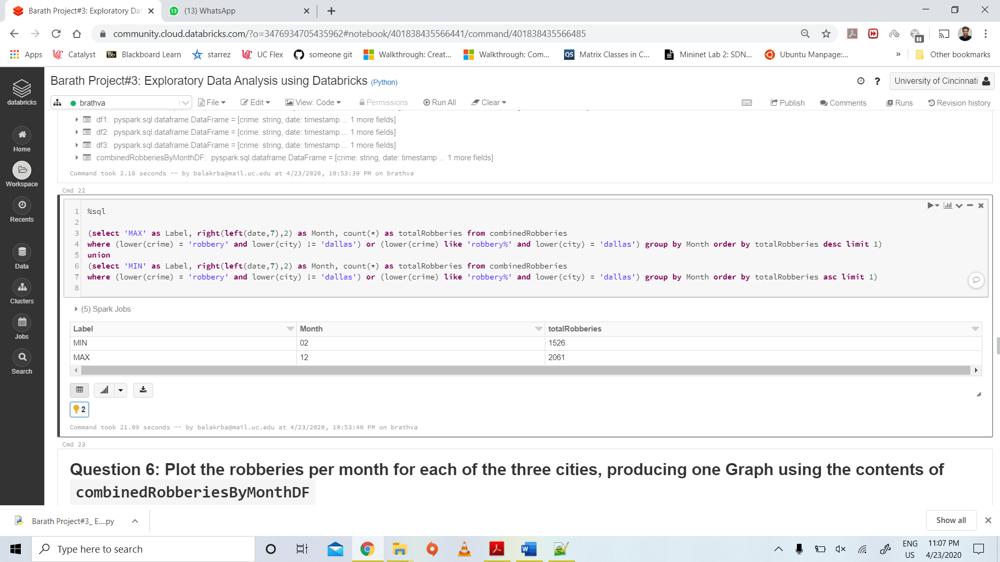 Barath Project#3: Exploratory Dat
(13) WhatsApp
community.cloud.databricks.com/?o=3476934705435962#notebook/401838435566441/command/401838435566485
Apps Catalyst Blackboard Learn starrez UC Flex someone git Walkthrough: Creat... Walkthrough: Com... Matrix Classes in C... Mininet Lab 2: SDN... Ubuntu Manpage:... » Other bookmarks
Barath Project#3: Exploratory Data Analysis using Databricks (Python)
University of Cincinnati
databricks
brathva File Edit View: Code Permissions Run All Clear Publish Comments Runs Revision history
df1: pyspark.sql.dataframe.DataFrame = [crime: string, date: timestamp ... 1 more fields]
df2: pyspark.sql.dataframe.DataFrame = [crime: string, date: timestamp ... 1 more fields]
df3: pyspark.sql.dataframe.DataFrame = [crime: string, date: timestamp ... 1 more fields]
combinedRobberiesByMonthDF: pyspark.sql.dataframe.DataFrame = [crime: string, date: timestamp ... 1 more fields]
Command took 2.18 seconds -- by balakrba@mail.uc.edu at 4/23/2020, 10:53:39 PM on brathva
Home
Workspace
Recents
Data
Clusters
Jobs
Search
Cmd 22
1 %sql
2
3 (select 'MAX' as Label, right(left(date,7),2) as Month, count(*) as totalRobberies from combinedRobberies
4 where (lower(crime) = 'robbery' and lower(city) != 'dallas') or (lower(crime) like 'robbery%' and lower(city) = 'dallas') group by Month order by totalRobberies desc limit 1)
5 union
6 (select 'MIN' as Label, right(left(date,7),2) as Month, count(*) as totalRobberies from combinedRobberies
7 where (lower(crime) = 'robbery' and lower(city) != 'dallas') or (lower(crime) like 'robbery%' and lower(city) = 'dallas') group by Month order by totalRobberies asc limit 1)
8
(5) Spark Jobs
Label Month totalRobberies
MIN 02 1526
MAX 12 2061
2
Command took 21.09 seconds -- by balakrba@mail.uc.edu at 4/23/2020, 10:53:40 PM on brathva
Cmd 23
Question 6: Plot the robberies per month for each of the three cities, producing one Graph using the contents of
combinedRobberiesByMonthDF
Barath Project#3_ E....py
Show all
Type here to search
ENG
US
11:07 PM
4/23/2020